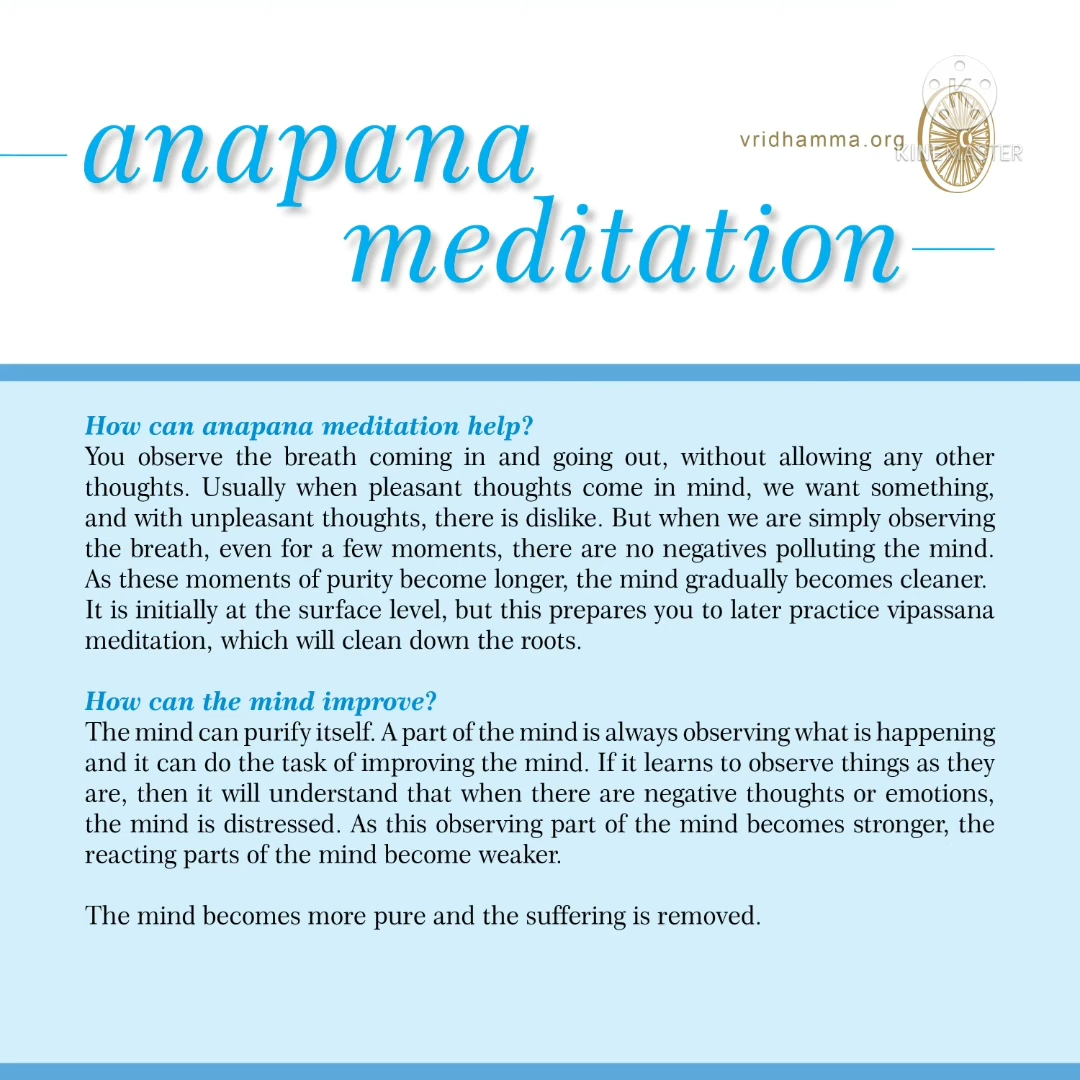 anapana
vridhamma.org
KINEMASTER
meditation
How can anapana meditation help?
You observe the breath coming in and going out, without allowing any other
thoughts. Usually when pleasant thoughts come in mind, we want something,
and with unpleasant thoughts, there is dislike. But when we are simply observing
the breath, even for a few moments, there are no negatives polluting the mind.
As these moments of purity become longer, the mind gradually becomes cleaner.
It is initially at the surface level, but this prepares you to later practice vipassana
meditation, which will clean down the roots.
How can the mind improve?
The mind can purify itself. A part of the mind is always observing what is happening
and it can do the task of improving the mind. If it learns to observe things as they
are, then it will understand that when there are negative thoughts or emotions,
the mind is distressed. As this observing part of the mind becomes stronger, the
reacting parts of the mind become weaker.
The mind becomes more pure and the suffering is removed.